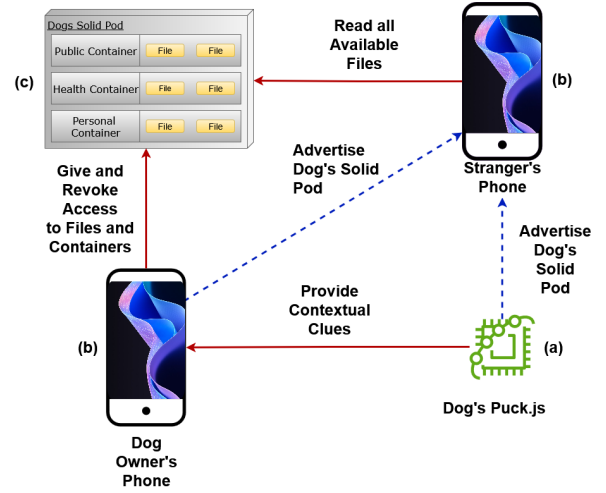 Dogs Solid Pod
Public Container
File
File
Health Container
File
File
Personal
Container
File
File
(c)
Read all
Available
Files
(b)
Stranger's
Phone
Give and
Revoke
Access
to Files and
Containers
Advertise
Dog's Solid
Pod
Advertise
Dog's
Solid
Pod
Provide
Contextual
Clues
(b)
(a)
Dog's Puck.js
Dog
Owner's
Phone